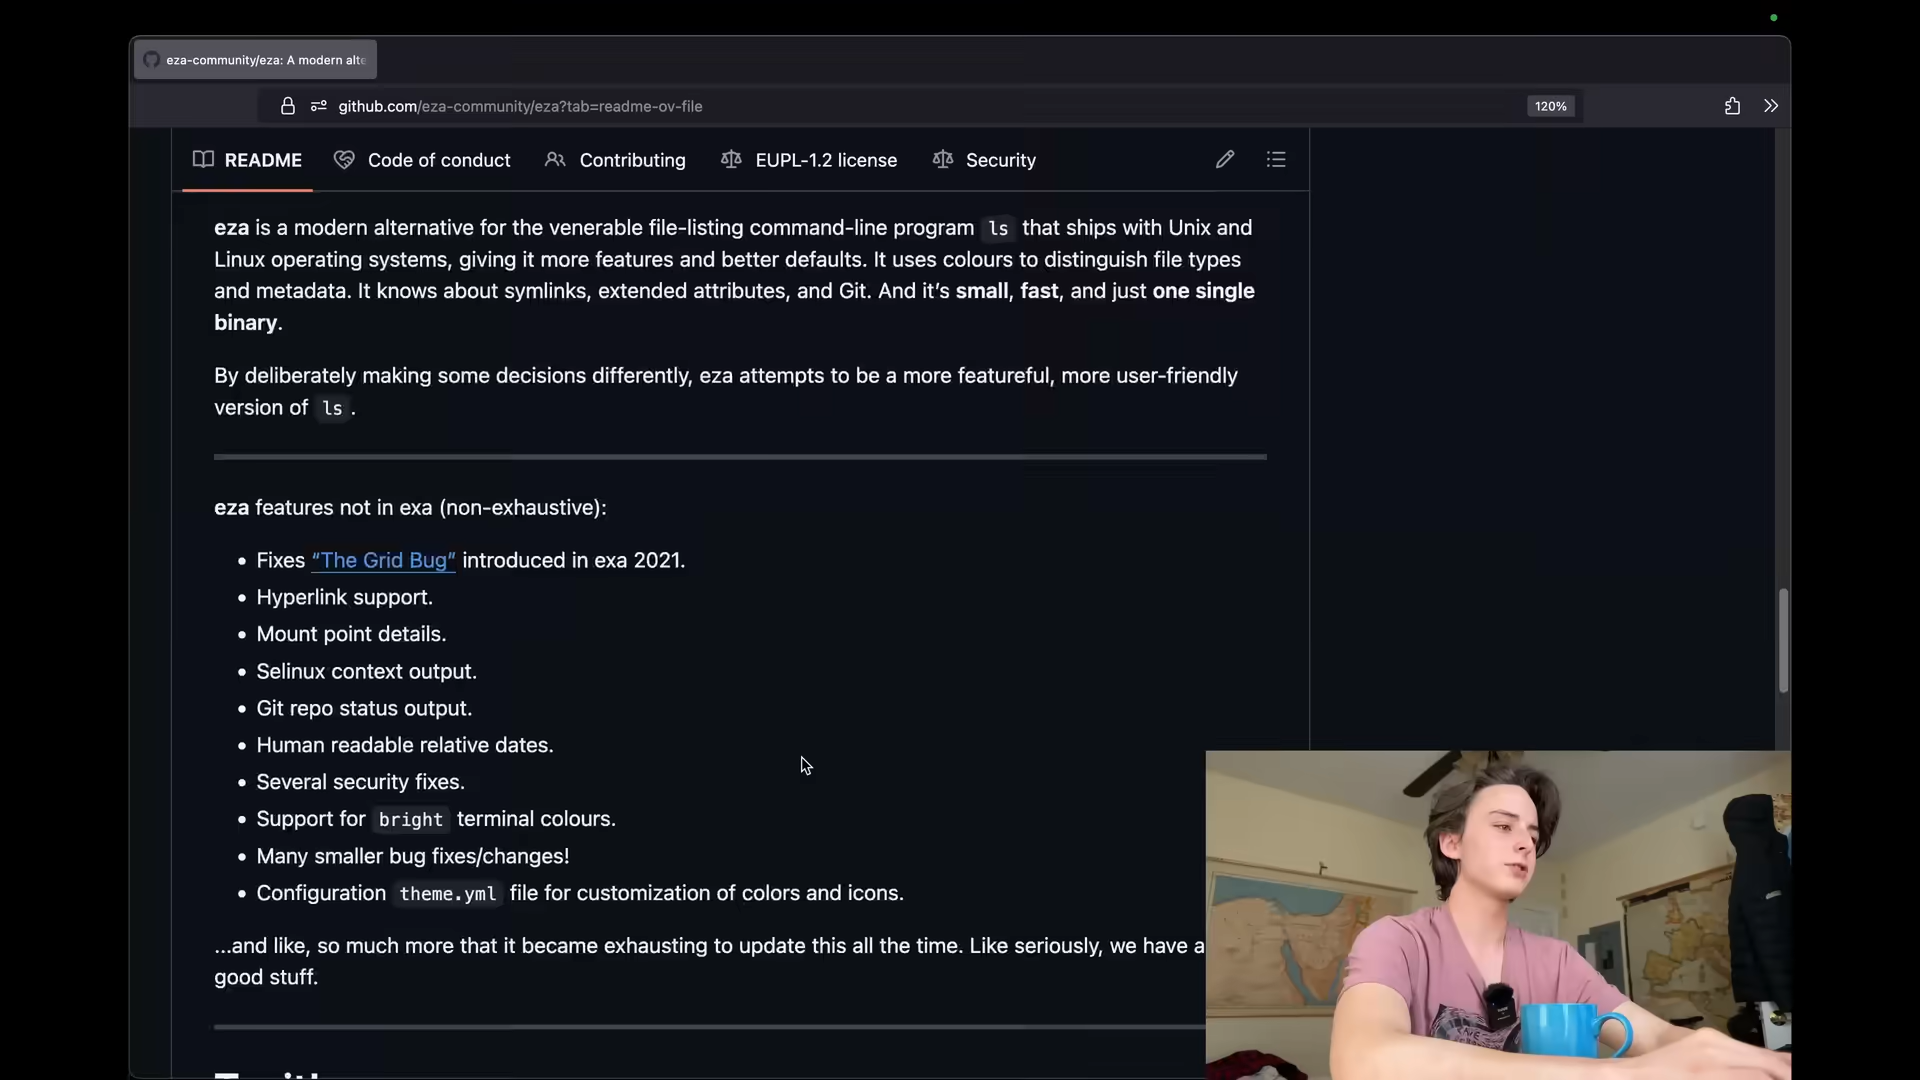 eza-community/eza: A modern alte
github.com/eza-community/eza?tab=readme-ov-file
120%
README
Code of conduct
Contributing
EUPL-1.2 license
Security
eza is a modern alternative for the venerable file-listing command-line program ls that ships with Unix and
Linux operating systems, giving it more features and better defaults. It uses colours to distinguish file types
and metadata. It knows about symlinks, extended attributes, and Git. And it’s small, fast, and just one single
binary.
By deliberately making some decisions differently, eza attempts to be a more featureful, more user-friendly
version of ls.
eza features not in exa (non-exhaustive):
• Fixes “The Grid Bug” introduced in exa 2021.
• Hyperlink support.
• Mount point details.
• Selinux context output.
• Git repo status output.
• Human readable relative dates.
• Several security fixes.
• Support for bright terminal colours.
• Many smaller bug fixes/changes!
• Configuration theme.yml file for customization of colors and icons.
...and like, so much more that it became exhausting to update this all the time. Like seriously, we have a
good stuff.